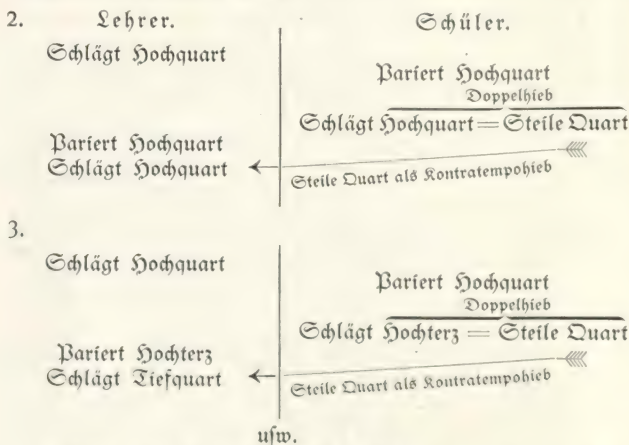 2. Lehrer. Schüler.
Schlägt Hochquart
Pariert Hochquart
Doppelhieb
Schlägt Hochquart = Steile Quart
Pariert Hochquart
Schlägt Hochquart
Steile Quart als Kontratempohieb
3.
Schlägt Hochquart
Pariert Hochquart
Doppelhieb
Schlägt Hochterz = Steile Quart
Pariert Hochterz
Schlägt Tiefquart
Steile Quart als Kontratempohieb
usw.